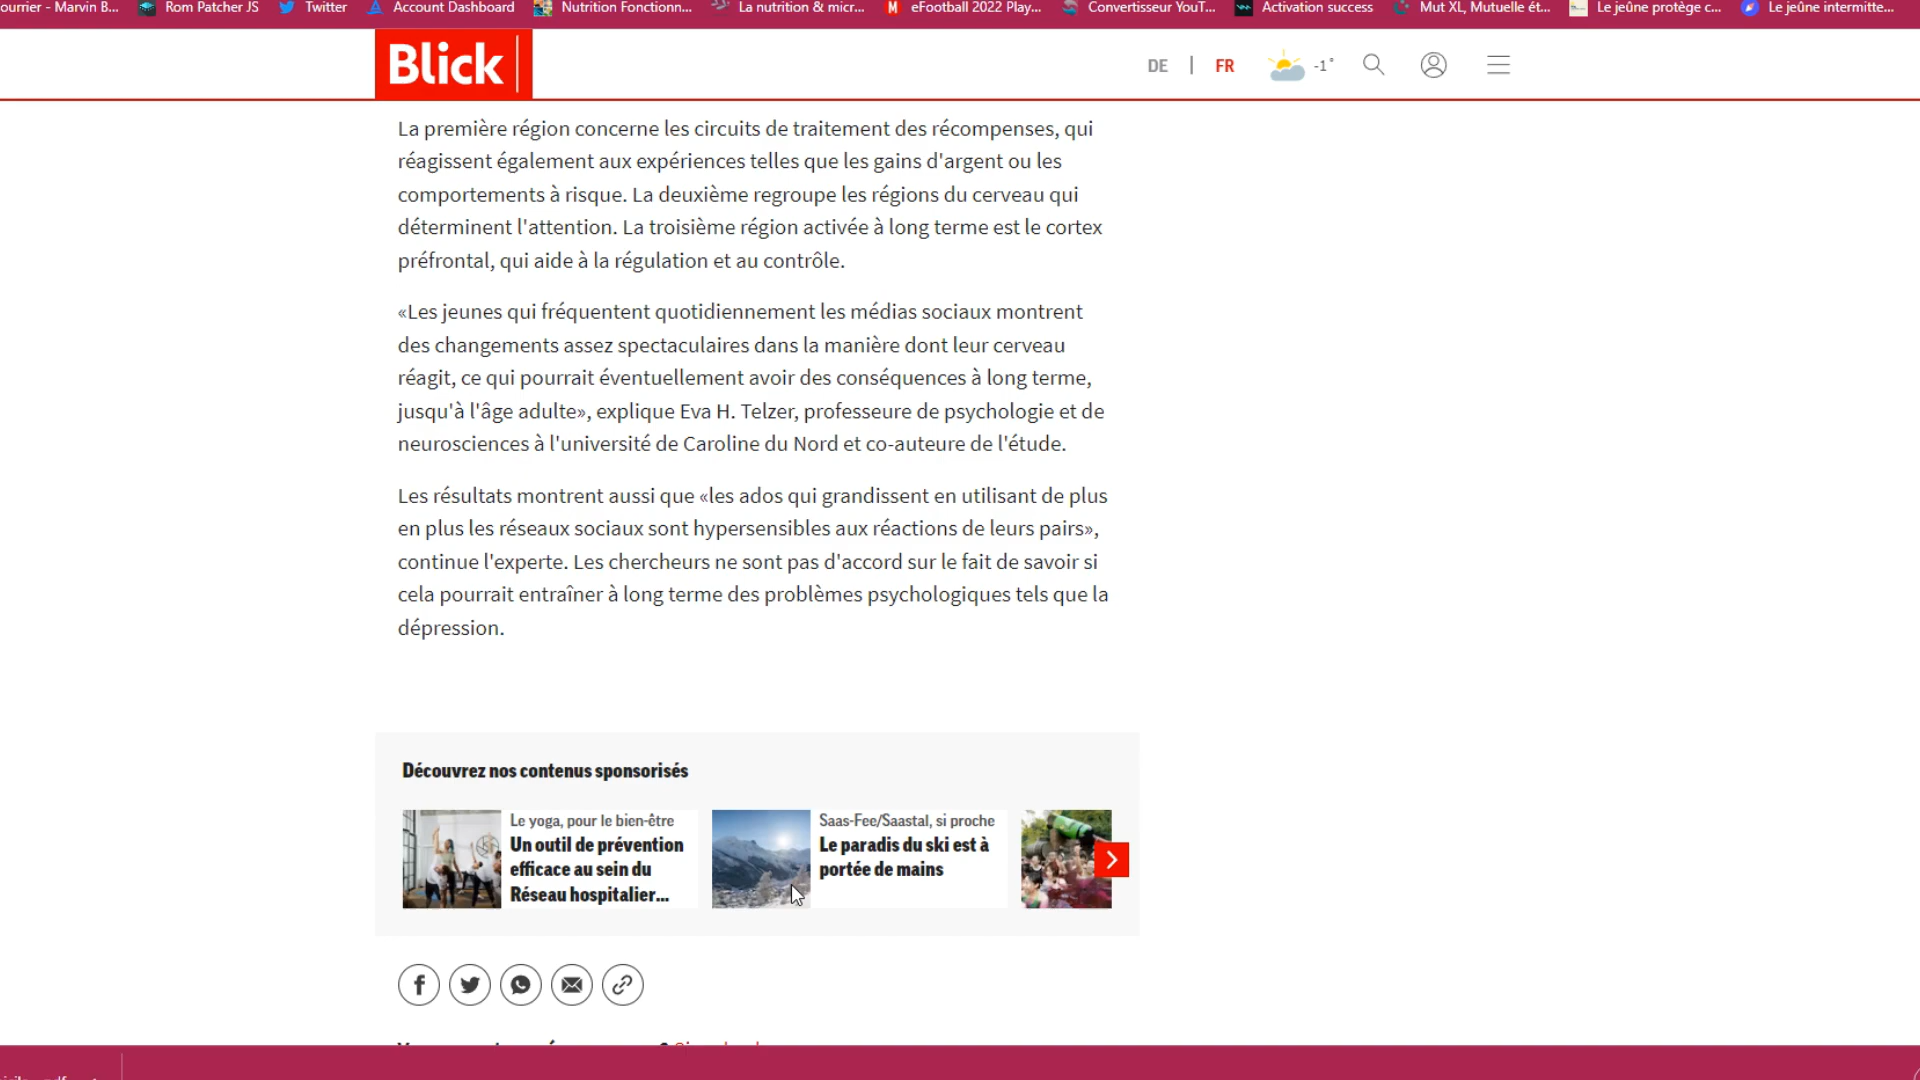 ourrier - Marvin B... Rom Patcher JS Twitter Account Dashboard Nutrition Fonctionn... La nutrition & micr... eFootball 2022 Play... Convertisseur YouT... Activation success Mut XL, Mutuelle ét... Le jeûne protège c... Le jeûne intermitte...
Blick
DE | FR -1°
La première région concerne les circuits de traitement des récompenses, qui
réagissent également aux expériences telles que les gains d'argent ou les
comportements à risque. La deuxième regroupe les régions du cerveau qui
déterminent l'attention. La troisième région activée à long terme est le cortex
préfrontal, qui aide à la régulation et au contrôle.
«Les jeunes qui fréquentent quotidiennement les médias sociaux montrent
des changements assez spectaculaires dans la manière dont leur cerveau
réagit, ce qui pourrait éventuellement avoir des conséquences à long terme,
jusqu'à l'âge adulte», explique Eva H. Telzer, professeure de psychologie et de
neurosciences à l'université de Caroline du Nord et co-auteure de l'étude.
Les résultats montrent aussi que «les ados qui grandissent en utilisant de plus
en plus les réseaux sociaux sont hypersensibles aux réactions de leurs pairs»,
continue l'experte. Les chercheurs ne sont pas d'accord sur le fait de savoir si
cela pourrait entraîner à long terme des problèmes psychologiques tels que la
dépression.
Découvrez nos contenus sponsorisés
Le yoga, pour le bien-être
Un outil de prévention
efficace au sein du
Réseau hospitalier...
Saas-Fee/Saastal, si proche
Le paradis du ski est à
portée de mains